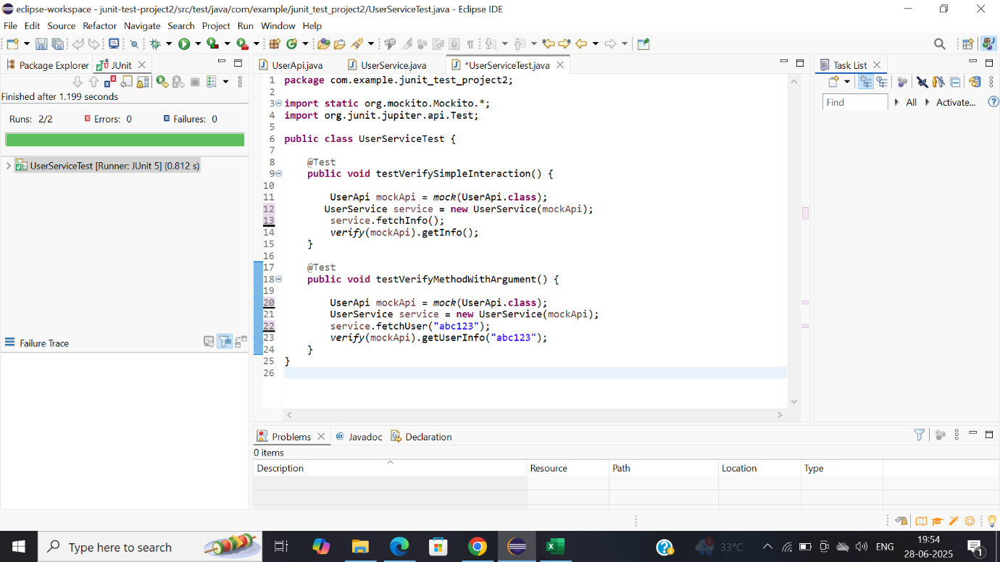 eclipse-workspace - junit-test-project2/src/test/java/com/example/junit_test_project2/UserServiceTest.java - Eclipse IDE
File Edit Source Refactor Navigate Search Project Run Window Help
Package Explorer JUnit
Finished after 1.199 seconds
Runs: 2/2 Errors: 0 Failures: 0
UserServiceTest [Runner: JUnit 5] (0.812 s)
Failure Trace
UserApi.java UserService.java *UserServiceTest.java
1 package com.example.junit_test_project2;
2
3 import static org.mockito.Mockito.*;
4 import org.junit.jupiter.api.Test;
5
6 public class UserServiceTest {
7
8 @Test
9 public void testVerifySimpleInteraction() {
10
11 UserApi mockApi = mock(UserApi.class);
12 UserService service = new UserService(mockApi);
13 service.fetchInfo();
14 verify(mockApi).getInfo();
15 }
16
17 @Test
18 public void testVerifyMethodWithArgument() {
19
20 UserApi mockApi = mock(UserApi.class);
21 UserService service = new UserService(mockApi);
22 service.fetchUser("abc123");
23 verify(mockApi).getUserInfo("abc123");
24 }
25 }
26
Task List
Find All Activate...
Problems @ Javadoc Declaration
0 items
Description Resource Path Location Type
Type here to search
1 33°C ENG 19:54
28-06-2025 1